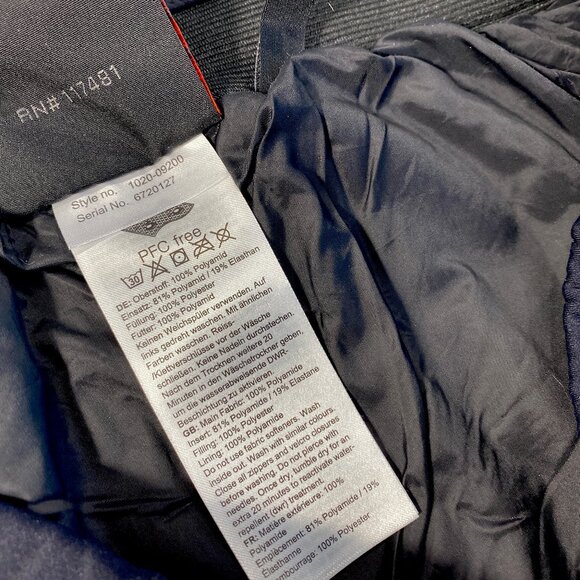 RN# 117481
Style no. 1020-09200
Serial No. 6720127
PFC free
30
DE: Oberstoff: 100% Polyamid
Einsatz: 81% Polyamid / 19% Elasthan
Füllung: 100% Polyester
Futter: 100% Polyamid
Keinen Weichspüler verwenden. Auf
links gedreht waschen. Mit ähnlichen
Farben waschen. Reiss-
/Klettverschlüsse vor der Wäsche
schließen. Keine Nadeln durchstechen.
Nach dem Trocknen weitere 20
Minuten in den Wäschetrockner geben,
um die wasserabweisende DWR-
Beschichtung zu aktivieren.
GB: Main Fabric: 100% Polyamide
Insert: 81% Polyamide / 19% Elastane
Filling: 100% Polyester
Lining: 100% Polyamide
Do not use fabric softeners. Wash
inside out. Wash with similar colours.
Close all zippers and velcro closures
before washing. Do not pierce with
needles. Once dry, tumble dry for an
extra 20 minutes to reactivate water-
repellent (dwr) treatment.
FR: Matière extérieure: 100%
Polyamide
Emplècement: 81% Polyamide / 19%
Élasthanne
Rembourrage: 100% Polyester